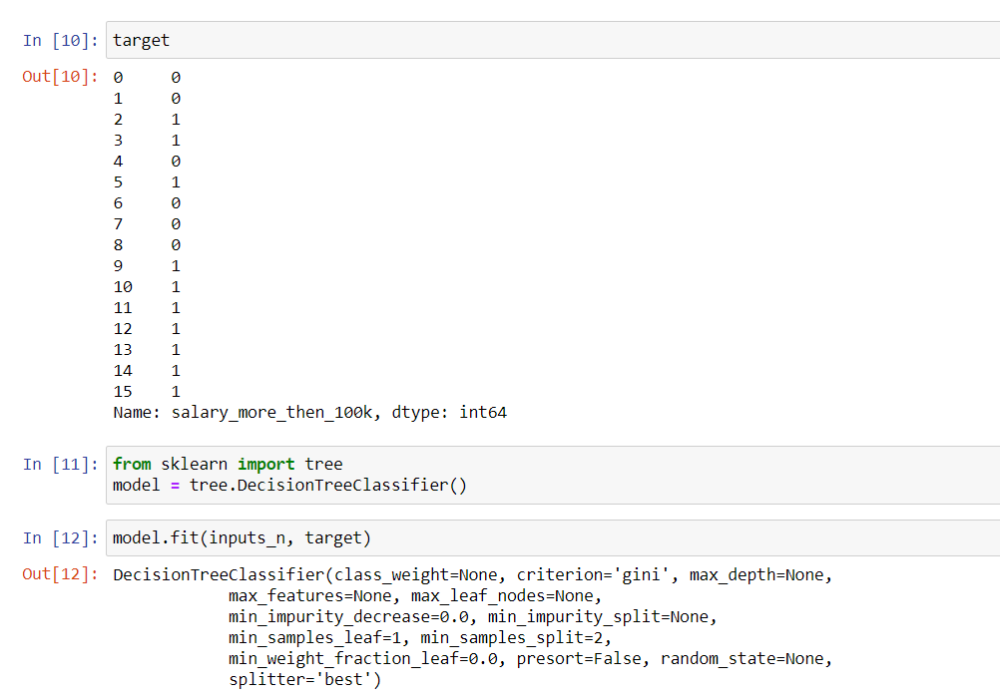 In [10]: target
Out[10]: 0 0
1 0
2 1
3 1
4 0
5 1
6 0
7 0
8 0
9 1
10 1
11 1
12 1
13 1
14 1
15 1
Name: salary_more_then_100k, dtype: int64
In [11]: from sklearn import tree
model = tree.DecisionTreeClassifier()
In [12]: model.fit(inputs_n, target)
Out[12]: DecisionTreeClassifier(class_weight=None, criterion='gini', max_depth=None,
max_features=None, max_leaf_nodes=None,
min_impurity_decrease=0.0, min_impurity_split=None,
min_samples_leaf=1, min_samples_split=2,
min_weight_fraction_leaf=0.0, presort=False, random_state=None,
splitter='best')